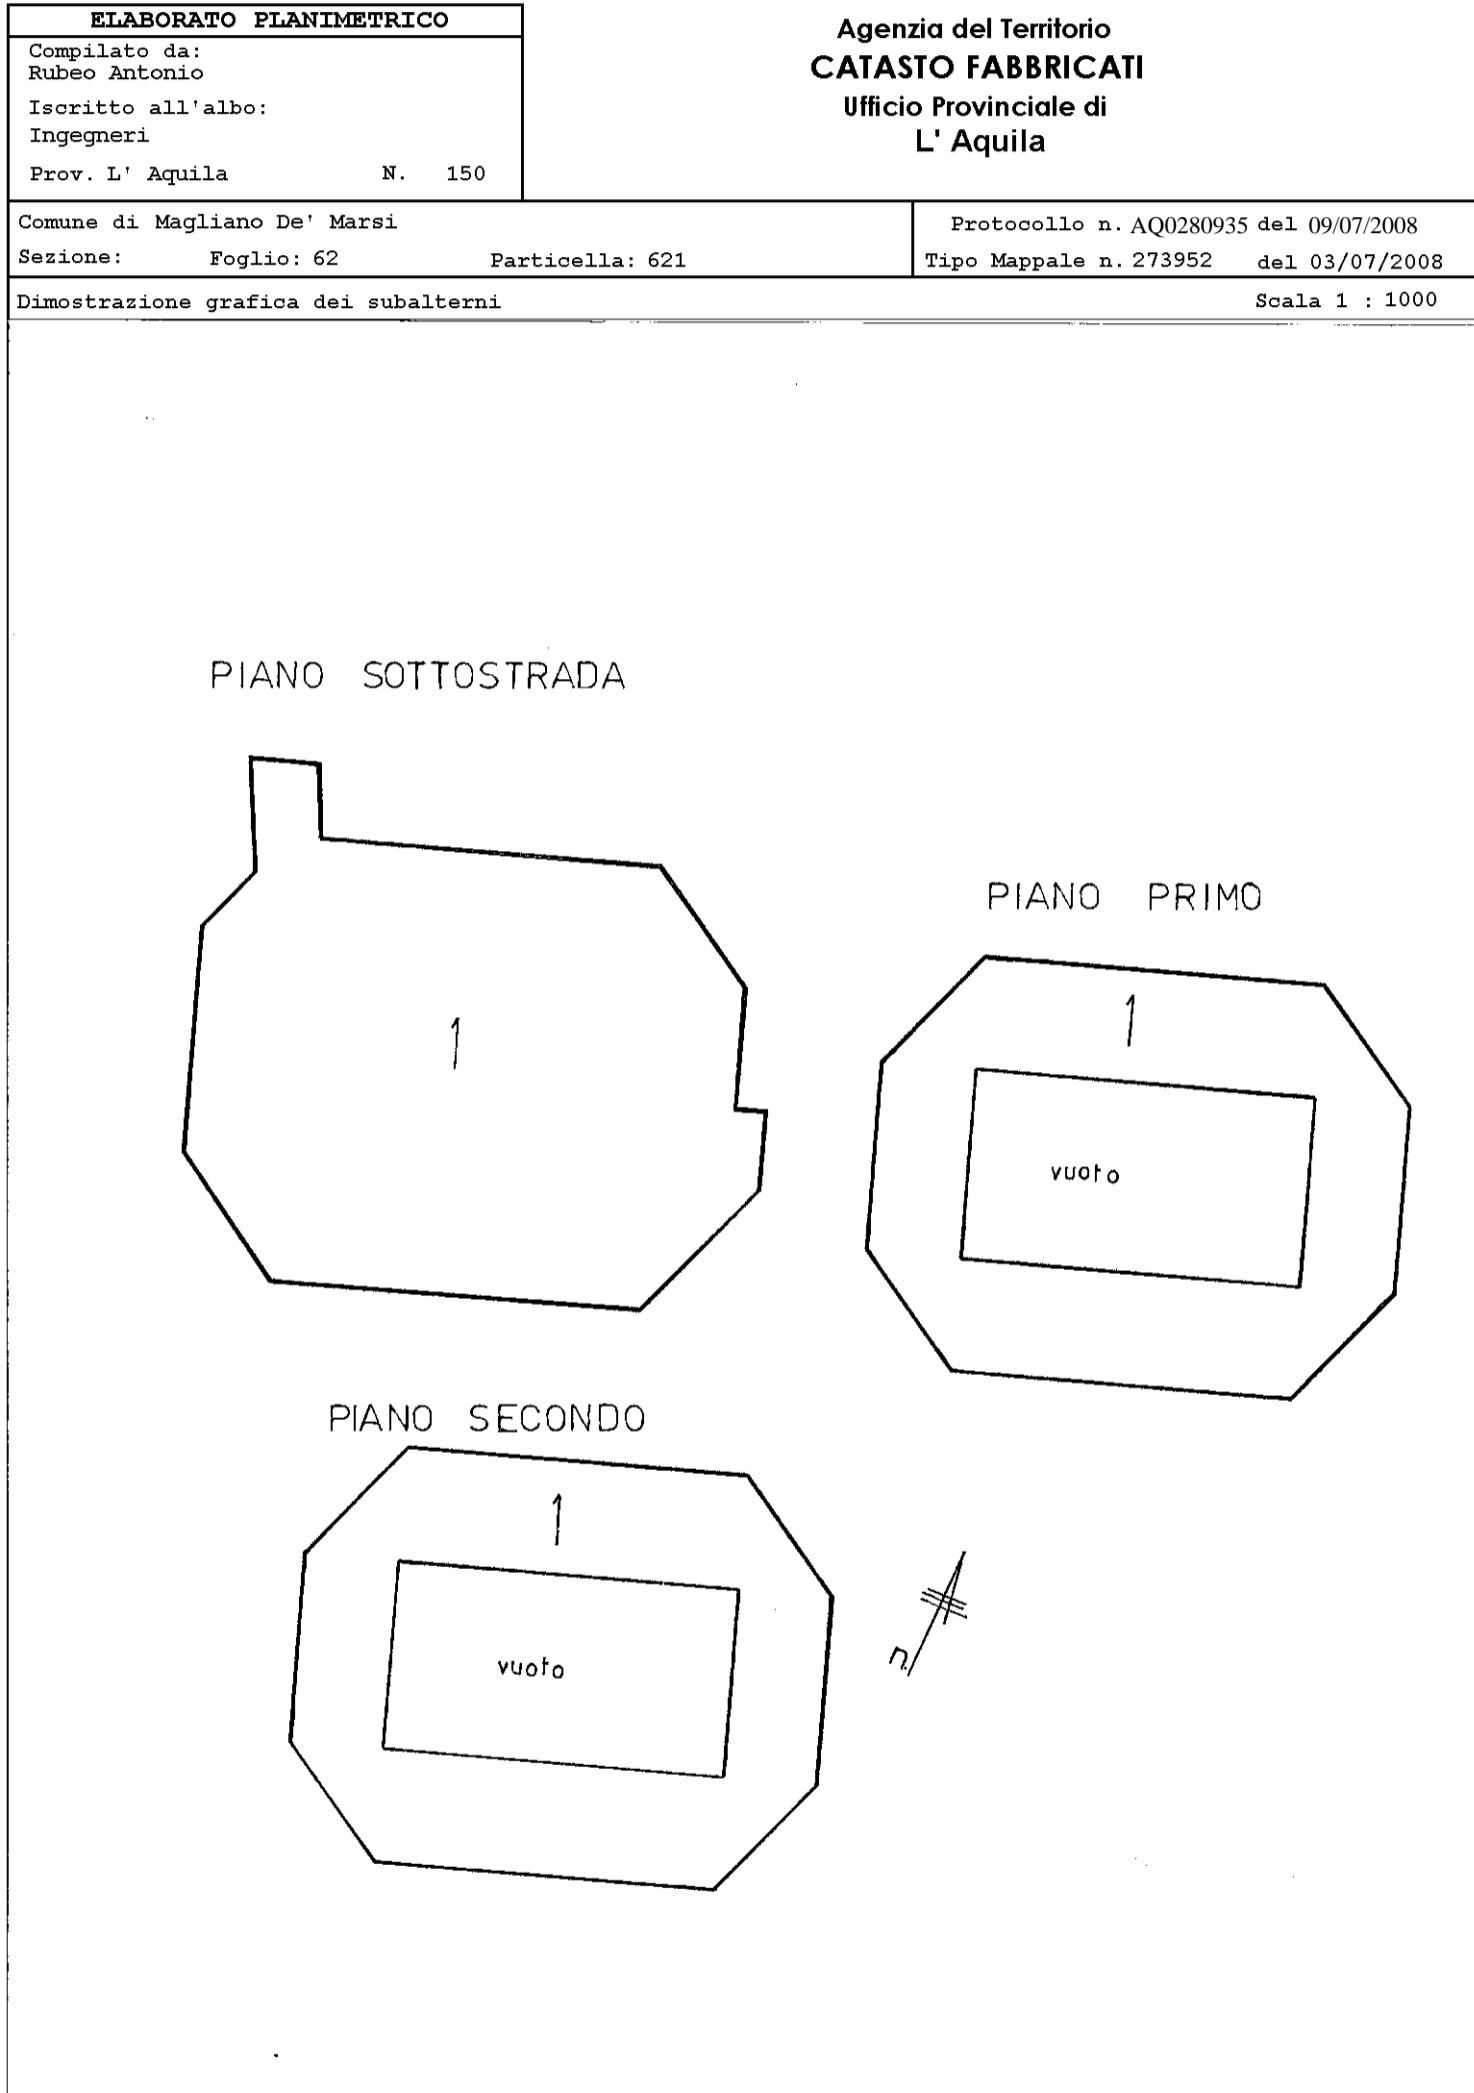 ELABORATO PLANIMETRICO
Compilato da:
Rubeo Antonio
Iscritto all'albo:
Ingegneri
Prov. L' Aquila N. 150
Agenzia del Territorio
CATASTO FABBRICATI
Ufficio Provinciale di
L' Aquila
Comune di Magliano De' Marsi
Sezione: Foglio: 62 Particella: 621
Protocollo n. AQ0280935 del 09/07/2008
Tipo Mappale n. 273952 del 03/07/2008
Dimostrazione grafica dei subalterni Scala 1 : 1000
PIANO SOTTOSTRADA
1
PIANO PRIMO
1
vuoto
PIANO SECONDO
1
vuoto
n.